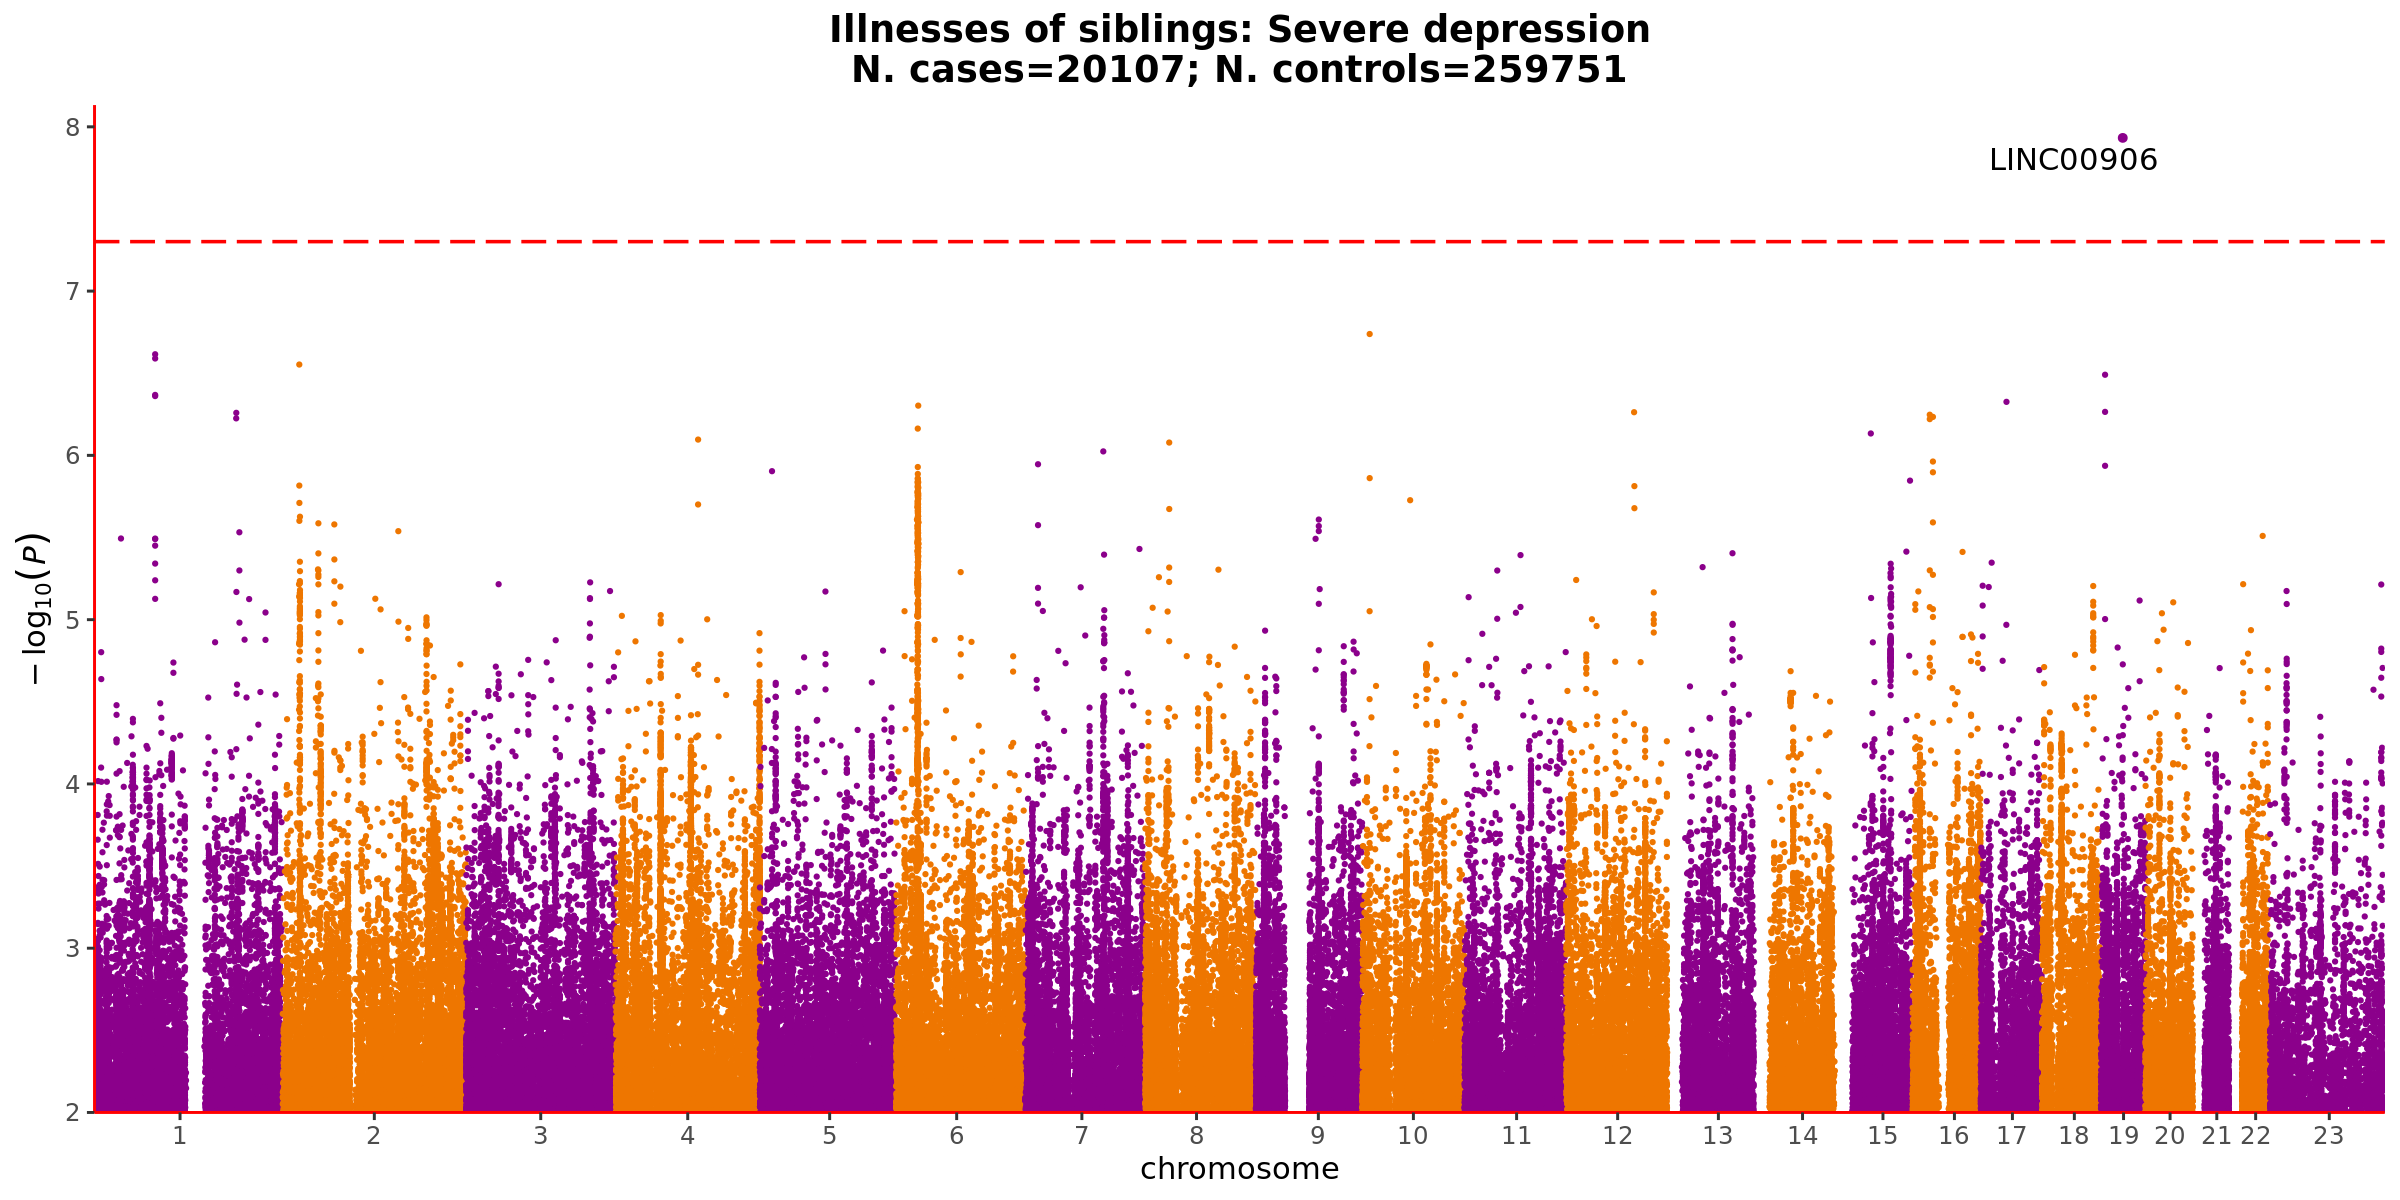 Illnesses of siblings: Severe depression
N. cases=20107; N. controls=259751
8
LINC00906
7
6
5
4
3
2
−log10(P)
1 2 3 4 5 6 7 8 9 10 11 12 13 14 15 16 17 18 19 20 21 22 23
chromosome